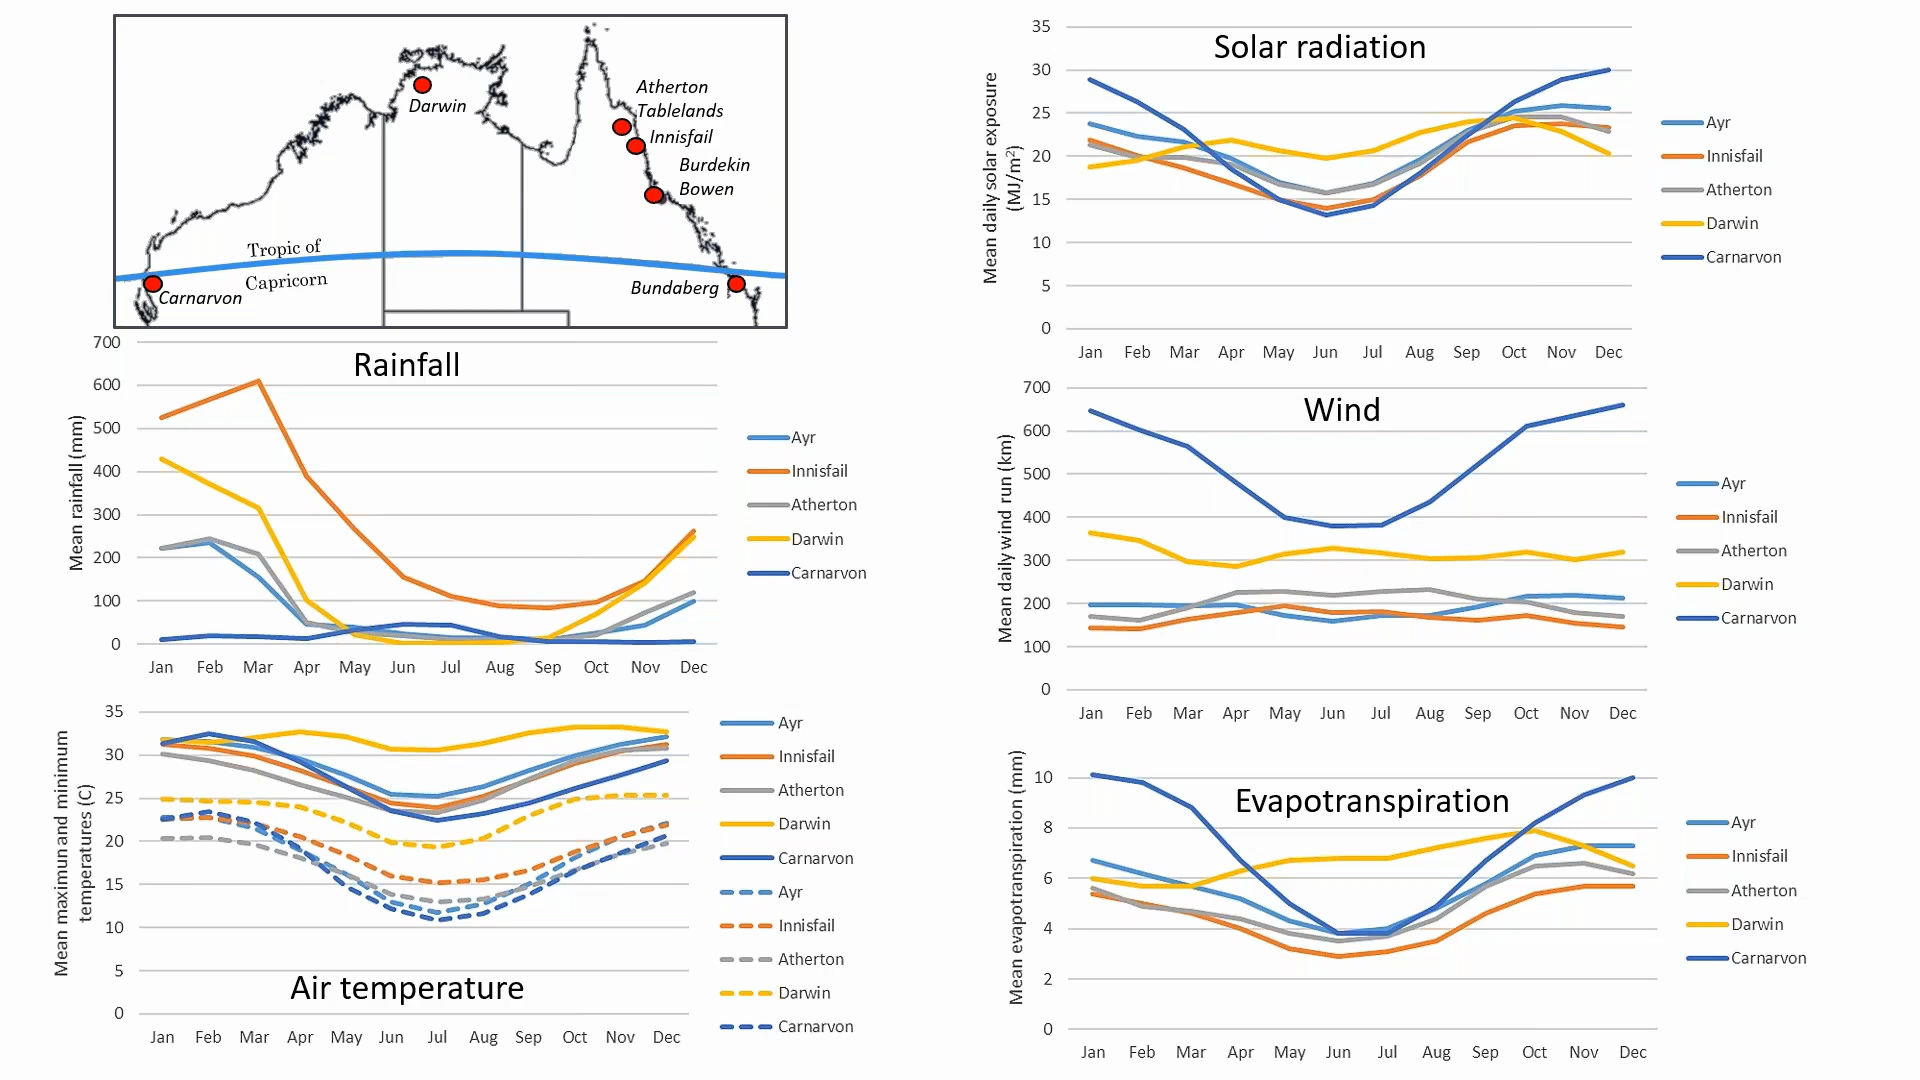 Atherton
Tablelands
Darwin
Innisfail
Burdekin
Bowen
Tropic of
Capricorn
Carnarvon
Bundaberg
Rainfall
Mean rainfall (mm)
700
600
500
400
300
200
100
0
Jan Feb Mar Apr May Jun Jul Aug Sep Oct Nov Dec
Ayr
Innisfail
Atherton
Darwin
Carnarvon
Air temperature
Mean maximun and minimum
temperatures (C)
35
30
25
20
15
10
5
0
Jan Feb Mar Apr May Jun Jul Aug Sep Oct Nov Dec
Ayr
Innisfail
Atherton
Darwin
Carnarvon
Ayr
Innisfail
Atherton
Darwin
Carnarvon
Solar radiation
Mean daily solar exposure
(MJ/m²)
35
30
25
20
15
10
5
0
Jan Feb Mar Apr May Jun Jul Aug Sep Oct Nov Dec
Ayr
Innisfail
Atherton
Darwin
Carnarvon
Wind
Mean daily wind run (km)
700
600
500
400
300
200
100
0
Jan Feb Mar Apr May Jun Jul Aug Sep Oct Nov Dec
Ayr
Innisfail
Atherton
Darwin
Carnarvon
Evapotranspiration
Mean evapotranspiration (mm)
10
8
6
4
2
0
Jan Feb Mar Apr May Jun Jul Aug Sep Oct Nov Dec
Ayr
Innisfail
Atherton
Darwin
Carnarvon